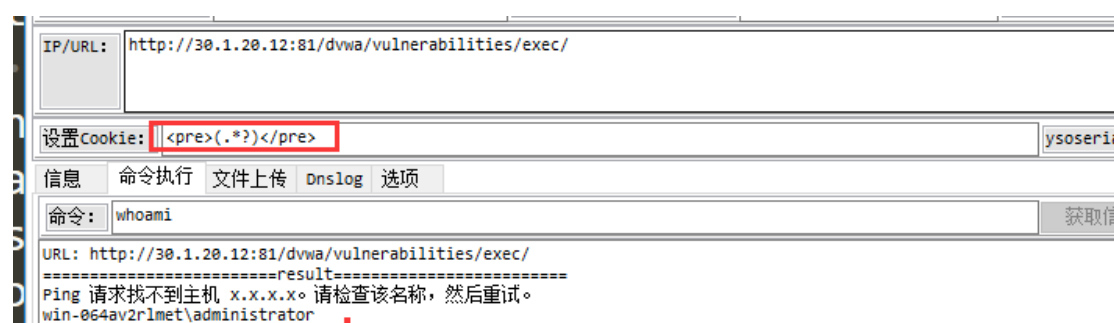 IP/URL: http://30.1.20.12:81/dvwa/vulnerabilities/exec/
设置Cookie: <pre>(.*?)</pre> ysoseria
信息 命令执行 文件上传 Dnslog 选项
命令: whoami 获取信
URL: http://30.1.20.12:81/dvwa/vulnerabilities/exec/
=========================result=========================
Ping 请求找不到主机 x.x.x.x。请检查该名称，然后重试。
win-064av2rlmet\administrator